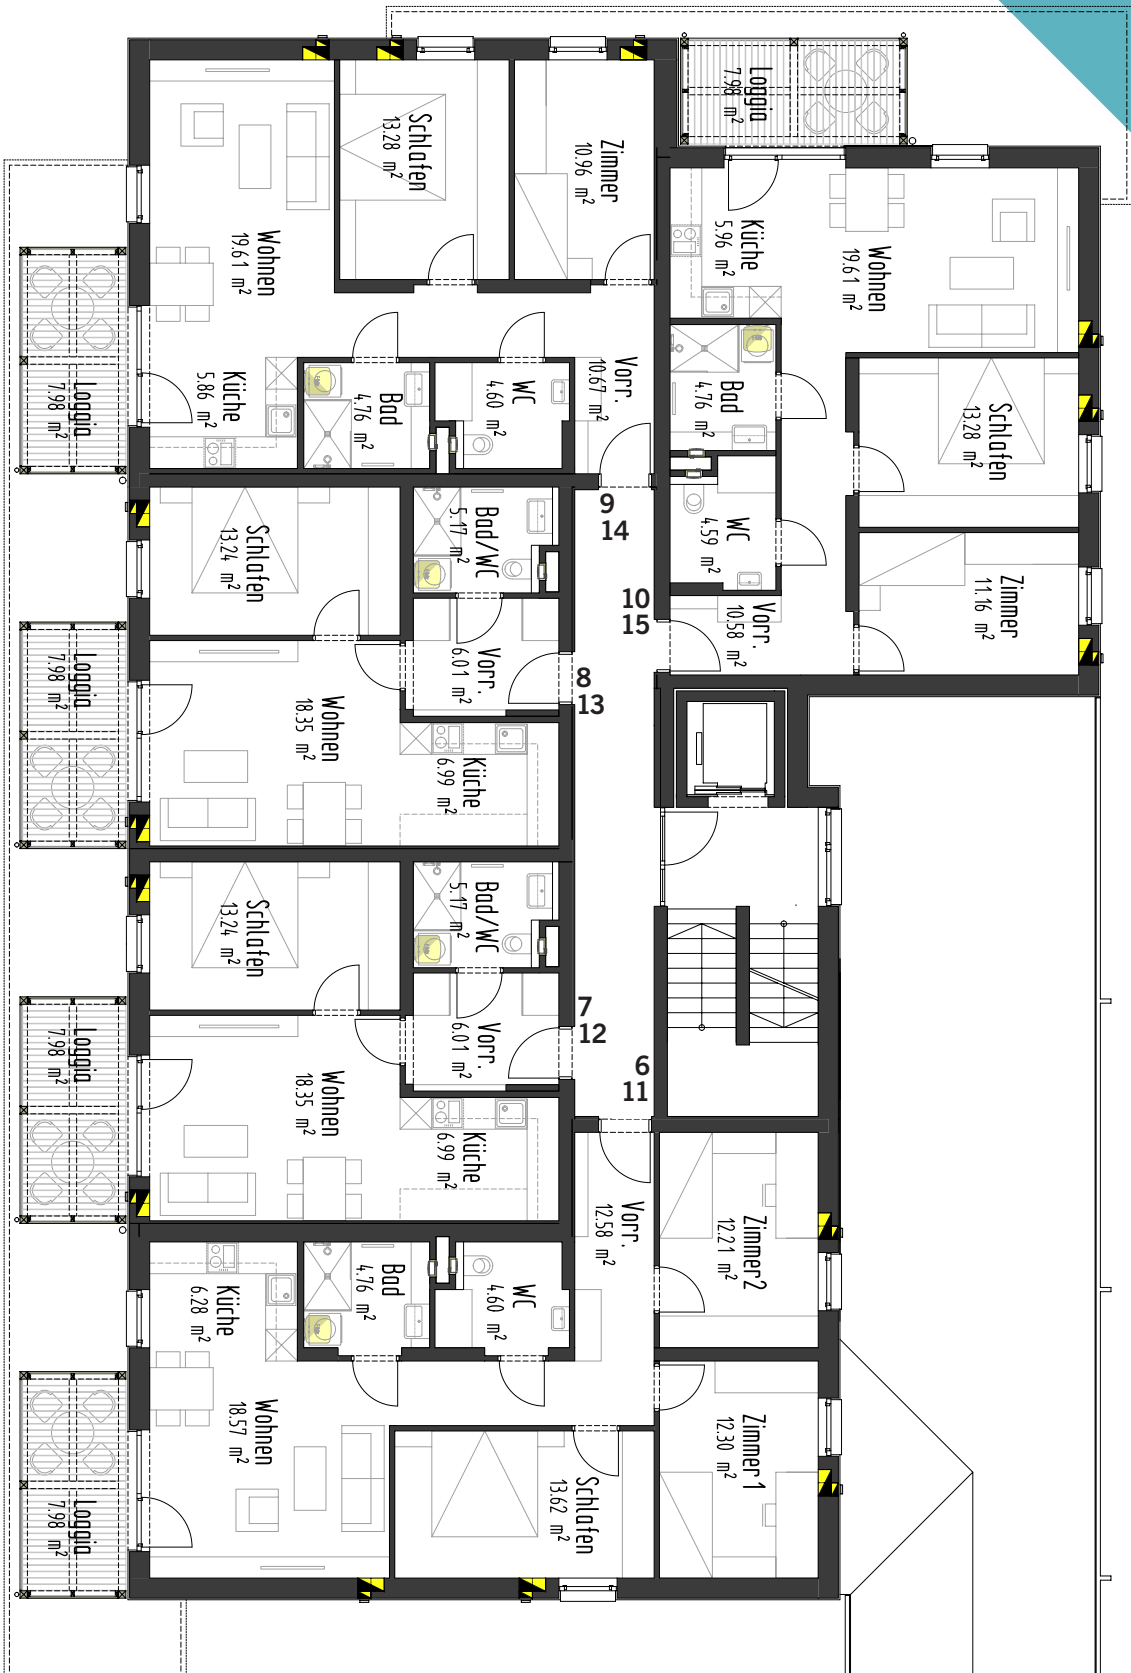 Loggia
7.98 m²
Schlafen
13.28 m²
Zimmer
10.96 m²
Wohnen
19.61 m²
Küche
5.96 m²
Wohnen
19.61 m²
Loggia
7.98 m²
Küche
5.86 m²
Bad
4.76 m²
WC
4.60 m²
Vorr.
10.67 m²
Bad
4.76 m²
Schlafen
13.28 m²
9
14
WC
4.59 m²
Schlafen
13.24 m²
Bad/WC
5.17 m²
10
15
Vorr.
10.58 m²
Zimmer
11.16 m²
Loggia
7.98 m²
Vorr.
6.01 m²
8
13
Wohnen
18.35 m²
Küche
6.99 m²
Schlafen
13.24 m²
Bad/WC
5.17 m²
7
12
Loggia
7.98 m²
Vorr.
6.01 m²
6
11
Wohnen
18.35 m²
Küche
6.99 m²
Vorr.
12.58 m²
Zimmer2
12.21 m²
Küche
6.28 m²
Bad
4.76 m²
WC
4.60 m²
Wohnen
18.57 m²
Zimmer1
12.30 m²
Schlafen
13.62 m²
Loggia
7.98 m²